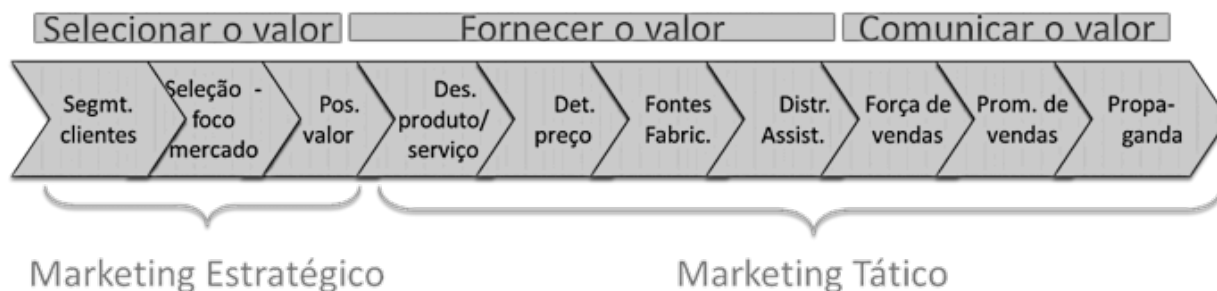 Selecionar o valor
Fornecer o valor
Comunicar o valor
Segmt.
clientes
Seleção -
foco
mercado
Pos.
valor
Des.
produto/
serviço
Det.
preço
Fontes
Fabric.
Distr.
Assist.
Força de
vendas
Prom. de
vendas
Propa-
ganda
Marketing Estratégico
Marketing Tático